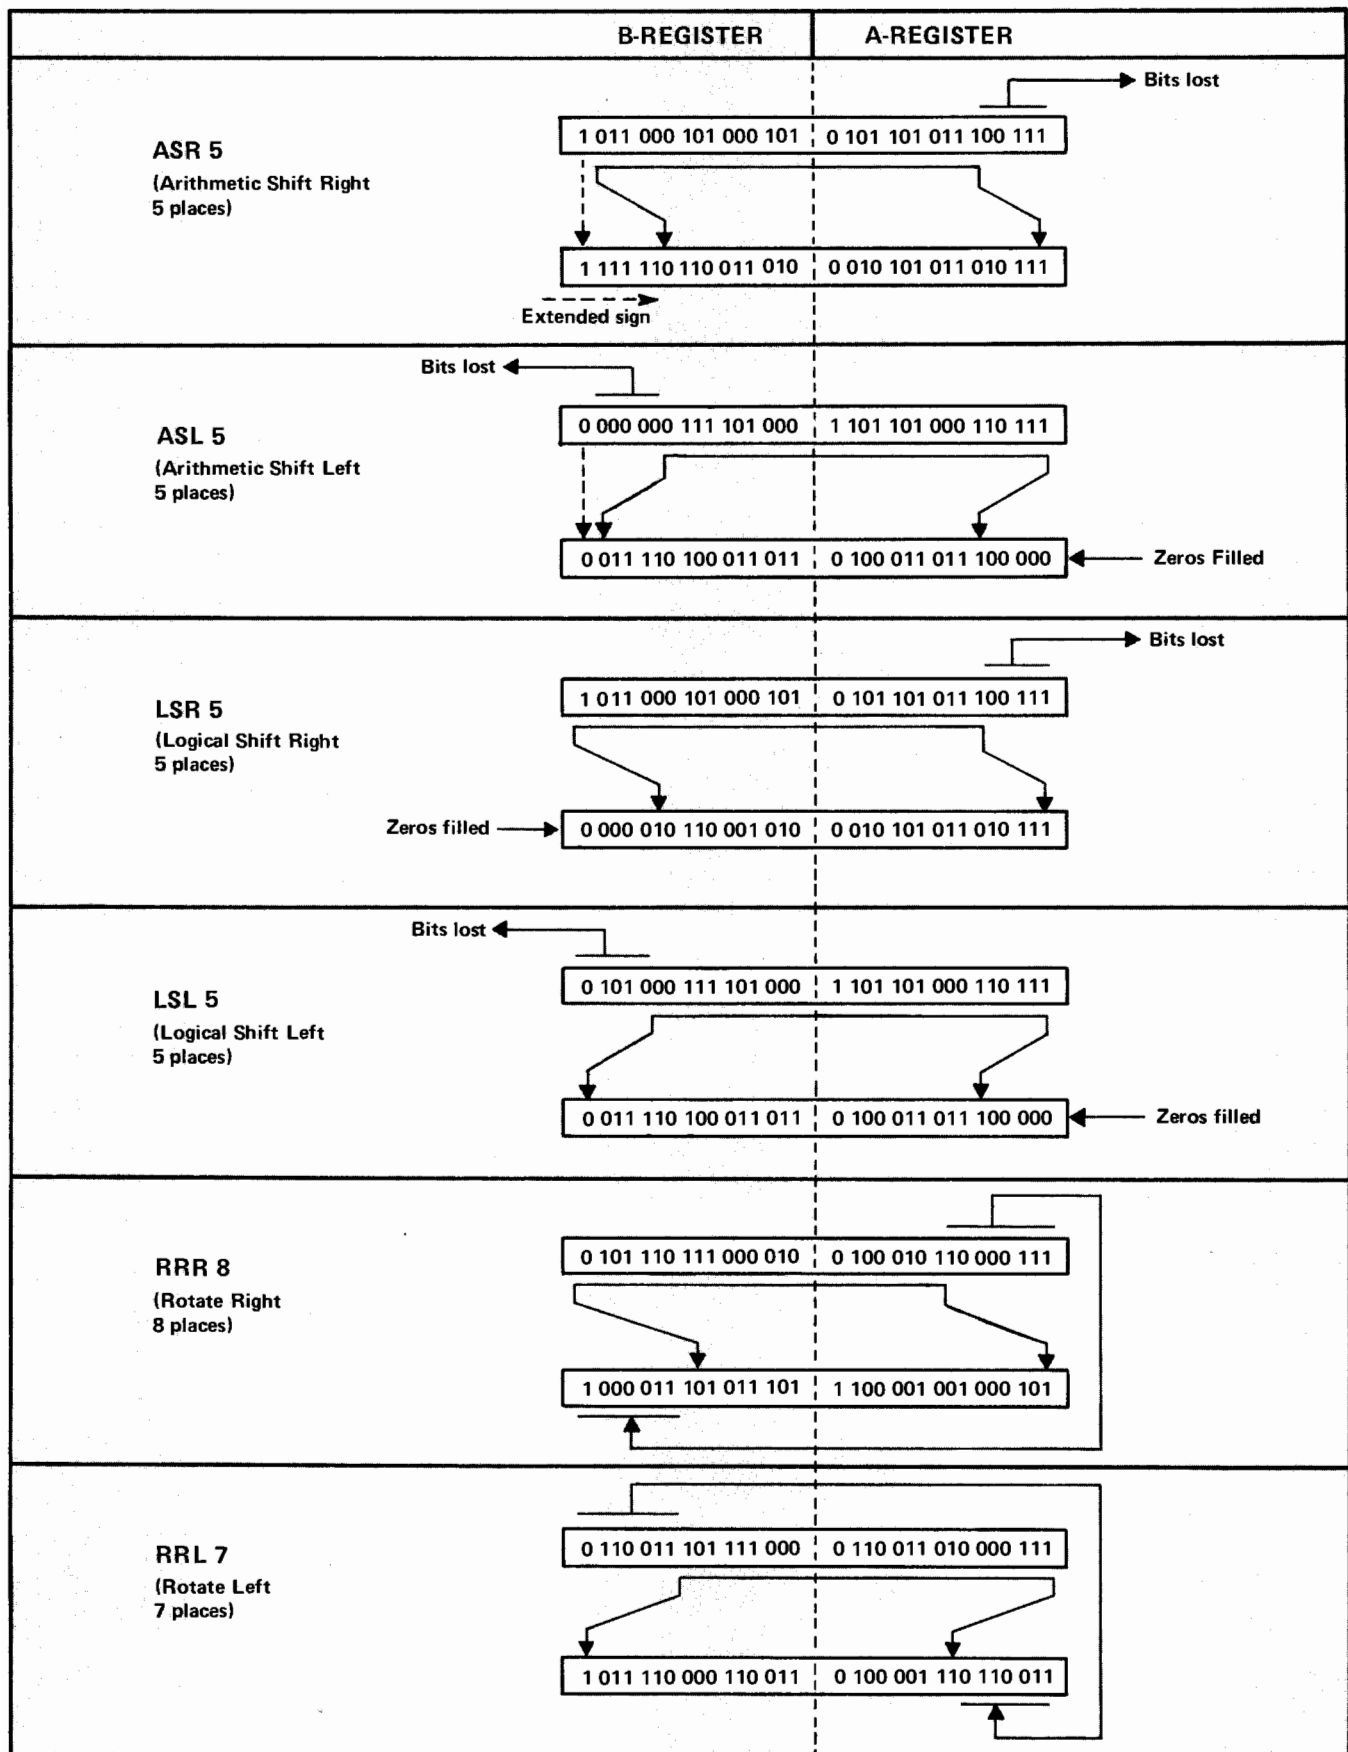 B-REGISTER A-REGISTER
Bits lost
1 011 000 101 000 101 0 101 101 011 100 111
ASR 5
(Arithmetic Shift Right
5 places)
1 111 110 110 011 010 0 010 101 011 010 111
Extended sign
Bits lost
0 000 000 111 101 000 1 101 101 000 110 111
ASL 5
(Arithmetic Shift Left
5 places)
0 011 110 100 011 011 0 100 011 011 100 000 Zeros Filled
Bits lost
1 011 000 101 000 101 0 101 101 011 100 111
LSR 5
(Logical Shift Right
5 places)
Zeros filled 0 000 010 110 001 010 0 010 101 011 010 111
Bits lost
0 101 000 111 101 000 1 101 101 000 110 111
LSL 5
(Logical Shift Left
5 places)
0 011 110 100 011 011 0 100 011 011 100 000 Zeros filled
0 101 110 111 000 010 0 100 010 110 000 111
RRR 8
(Rotate Right
8 places)
1 000 011 101 011 101 1 100 001 001 000 101
0 110 011 101 111 000 0 110 011 010 000 111
RRL 7
(Rotate Left
7 places)
1 011 110 000 110 011 0 100 001 110 110 011